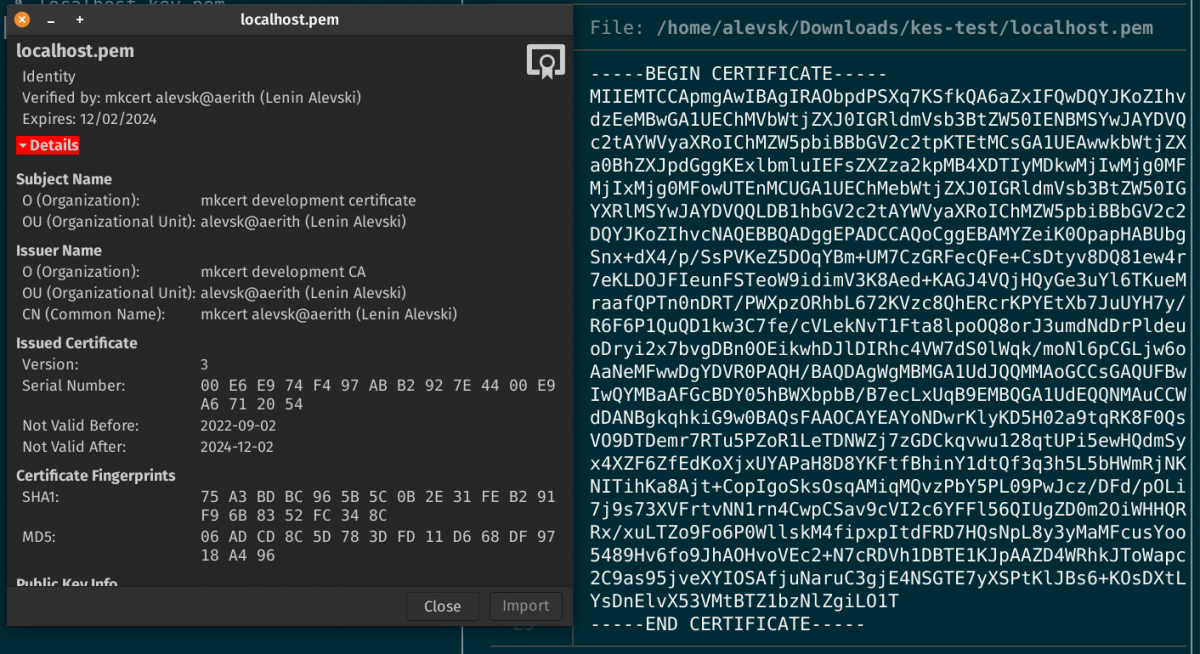 localhost.pem
localhost.pem
Identity
Verified by: mkcert alevsk@aerith (Lenin Alevski)
Expires: 12/02/2024
Details
Subject Name
O (Organization): mkcert development certificate
OU (Organizational Unit): alevsk@aerith (Lenin Alevski)
Issuer Name
O (Organization): mkcert development CA
OU (Organizational Unit): alevsk@aerith (Lenin Alevski)
CN (Common Name): mkcert alevsk@aerith (Lenin Alevski)
Issued Certificate
Version: 3
Serial Number: 00 E6 E9 74 F4 97 AB B2 92 7E 44 00 E9
A6 71 20 54
Not Valid Before: 2022-09-02
Not Valid After: 2024-12-02
Certificate Fingerprints
SHA1: 75 A3 BD BC 96 5B 5C 0B 2E 31 FE B2 91
F9 6B 83 52 FC 34 8C
MD5: 06 AD CD 8C 5D 78 3D FD 11 D6 68 DF 97
18 A4 96
Public Key Info
Close Import
File: /home/alevsk/Downloads/kes-test/localhost.pem
-----BEGIN CERTIFICATE-----
MIIEMTCCApmgAwIBAgIRAObpdPSXq7KSfkQA6aZxIFQwDQYJKoZIhv
dzEeMBwGA1UEChMVbWtjZXJ0IGRldmVsb3BtZW50IENBMSYwJAYDVQ
c2tAYWVyaXRoIChMZW5pbiBBbGV2c2tpKTEtMCsGA1UEAwwkbWtjZX
a0BhZXJpdGggKExlbmluIEFsZXZza2kpMB4XDTIyMDkwMjIwMjg0MF
MjIxMjg0MFowUTEnMCUGA1UEChMebWtjZXJ0IGRldmVsb3BtZW50IG
YXRlMSYwJAYDVQQLDB1hbGV2c2tAYWVyaXRoIChMZW5pbiBBbGV2c2
DQYJKoZIhvcNAQEBBQADggEPADCCAQoCggEBAMYZeiK0OpapHABUbg
Snx+dX4/p/SsPVKeZ5DOqYBm+UM7CzGRFecQFe+CsDtyv8DQ81ew4r
7eKLDOJFIeunFSTeoW9idimV3K8Aed+KAGJ4VQjHQyGe3uYl6TKueM
raafQPTn0nDRT/PWXpzORhbL672KVzc8QhERcrKPYEtXb7JuUYH7y/
R6F6P1QuQD1kw3C7fe/cVLekNvT1Fta8lpoOQ8orJ3umdNdDrPldeu
oDryi2x7bvgDBn0OEikwhDJlDIRhc4VW7dS0lWqk/moNl6pCGLjw6o
AaNeMFwwDgYDVR0PAQH/BAQDAgWgMBMGA1UdJQQMMAoGCCsGAQUFBw
IwQYMBaAFGcBDY05hBWXbpbB/B7ecLxUqB9EMBQGA1UdEQQNMAuCCW
dDANBgkqhkiG9w0BAQsFAAOCAYEAYoNDwrKlyKD5H02a9tqRK8F0Qs
VO9DTDemr7RTu5PZoR1LeTDNWZj7zGDCkqvwu128qtUPi5ewHQdmSy
x4XZF6ZfEdKoXjxUYAPaH8D8YKFtfBhinY1dtQf3q3h5L5bHWmRjNK
NITihKa8Ajt+CopIgoSksOsqAMiqMQvzPbY5PL09PwJcz/DFd/pOLi
7j9s73XVFrtvNN1rn4CwpCSav9cVI2c6YFFl56QIUgZD0m2OiWHHQR
Rx/xuLTZo9Fo6P0WllskM4fipxpItdFRD7HQsNpL8y3yMaMFcusYoo
5489Hv6fo9JhAOHvoVEc2+N7cRDVh1DBTE1KJpAAZD4WRhkJToWapc
2C9as95jveXYIOSAfjuNaruC3gjE4NSGTE7yXSPtKlJBs6+KOsDXtL
YsDnElvX53VMtBTZ1bzNlZgiLO1T
-----END CERTIFICATE-----